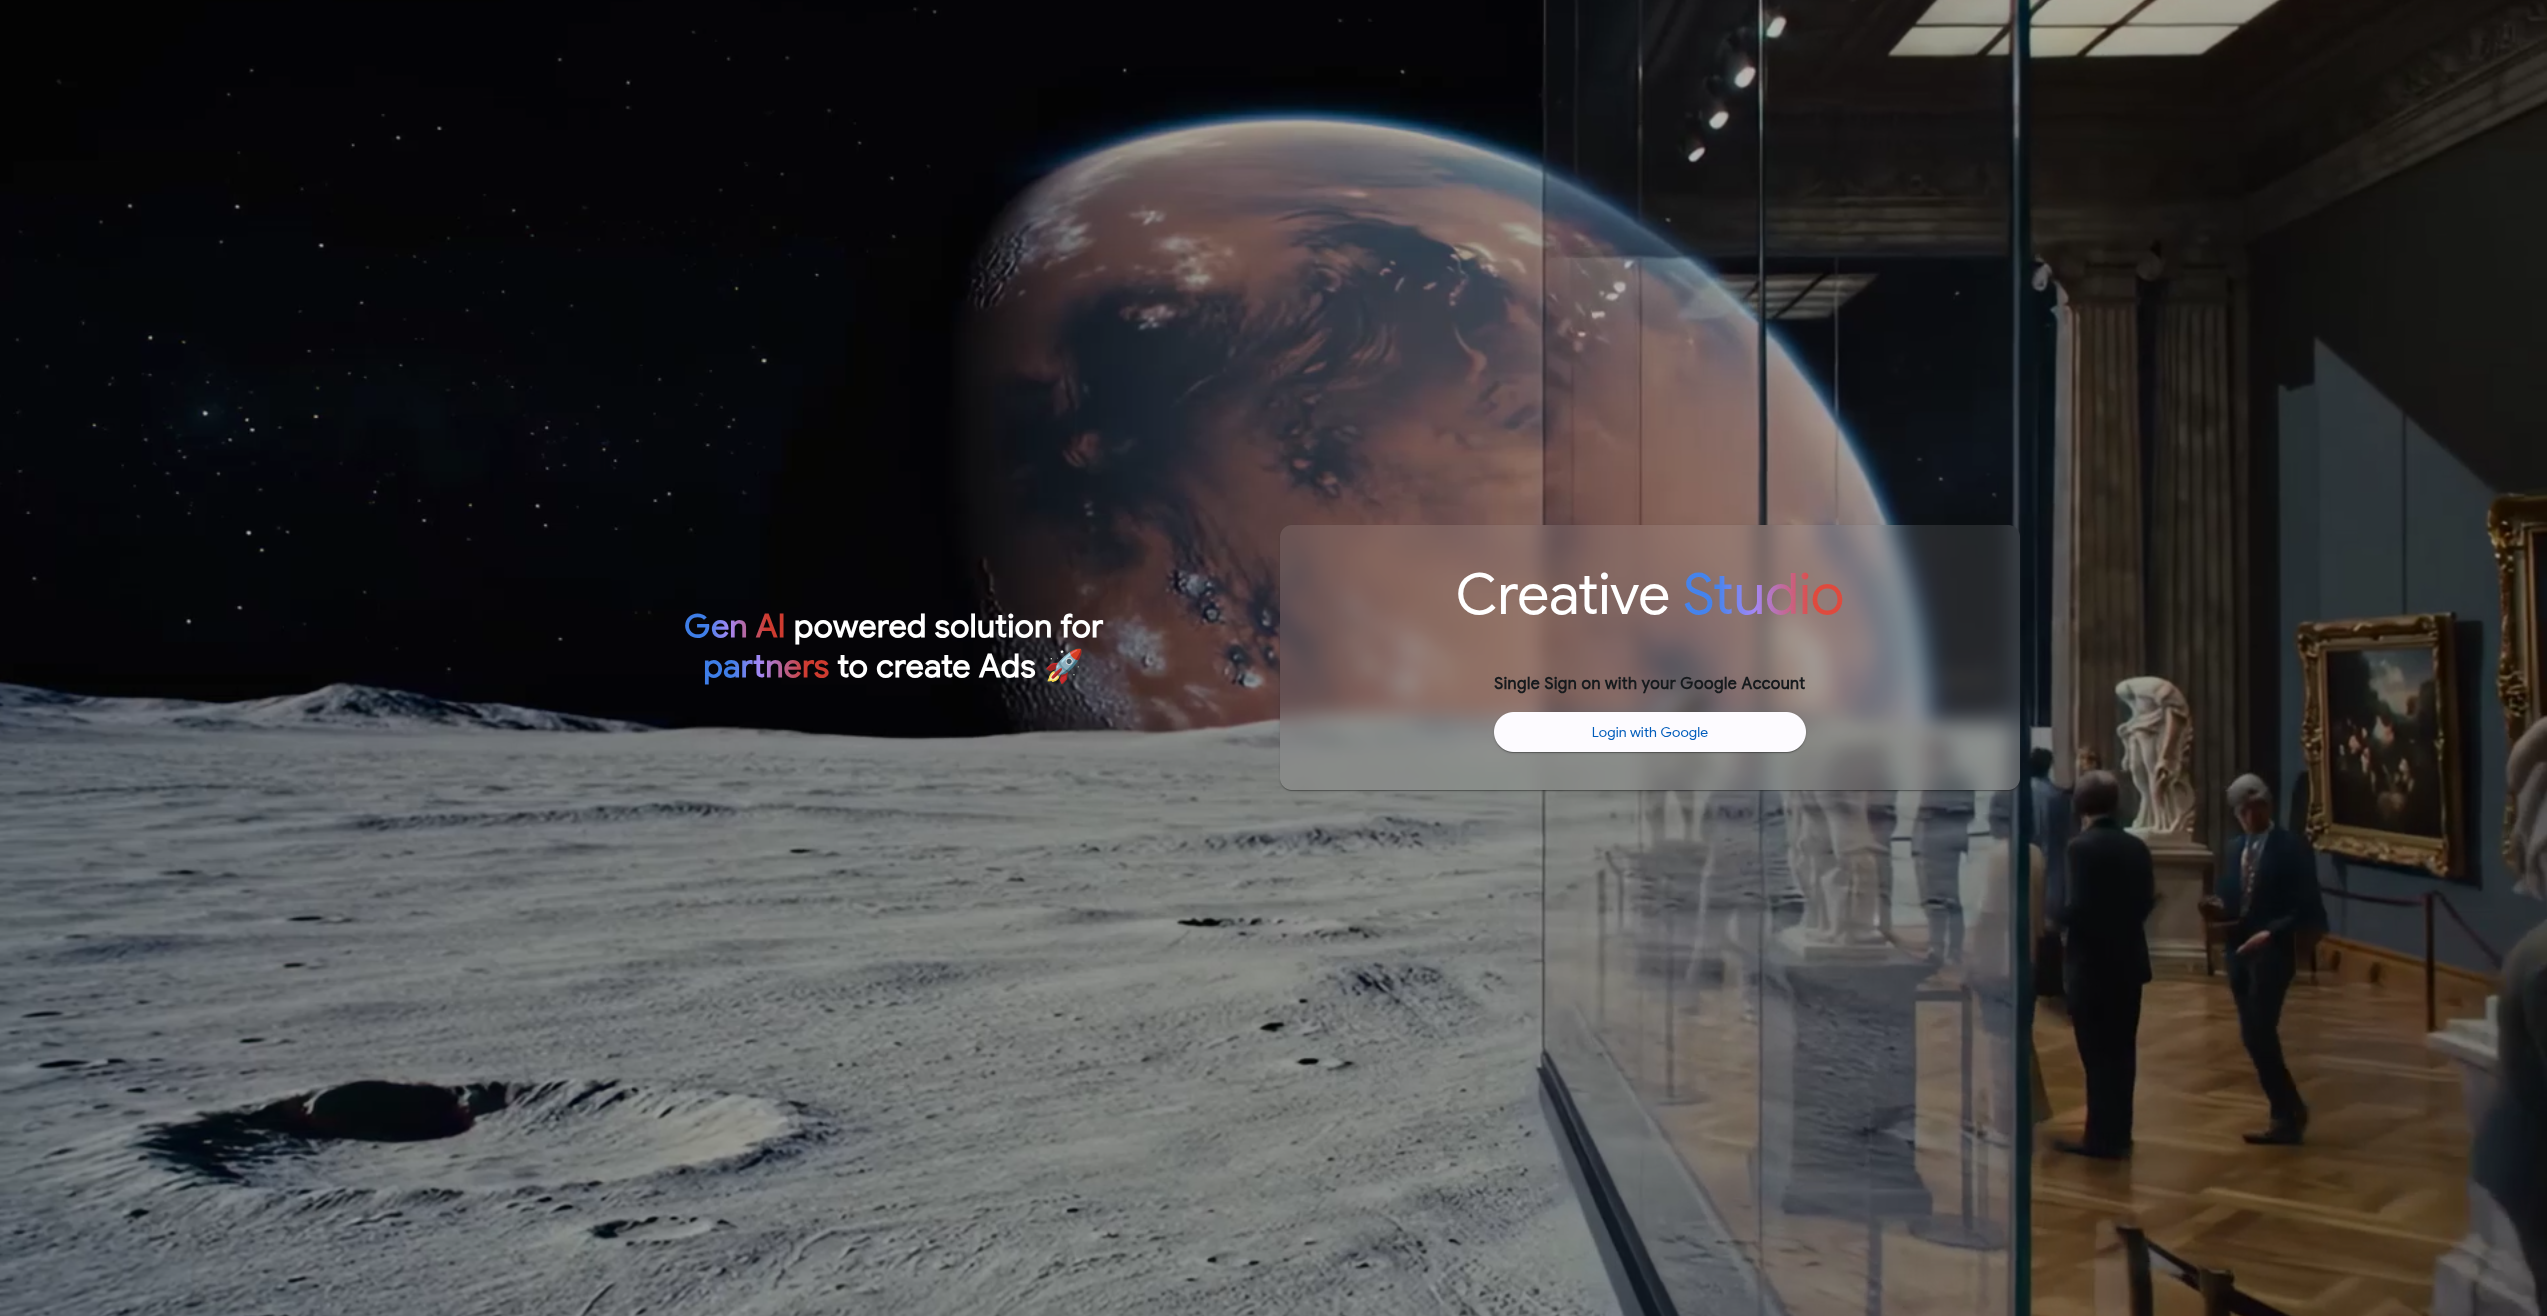 Gen AI powered solution for
partners to create Ads 🚀
Creative Studio
Single Sign on with your Google Account
Login with Google